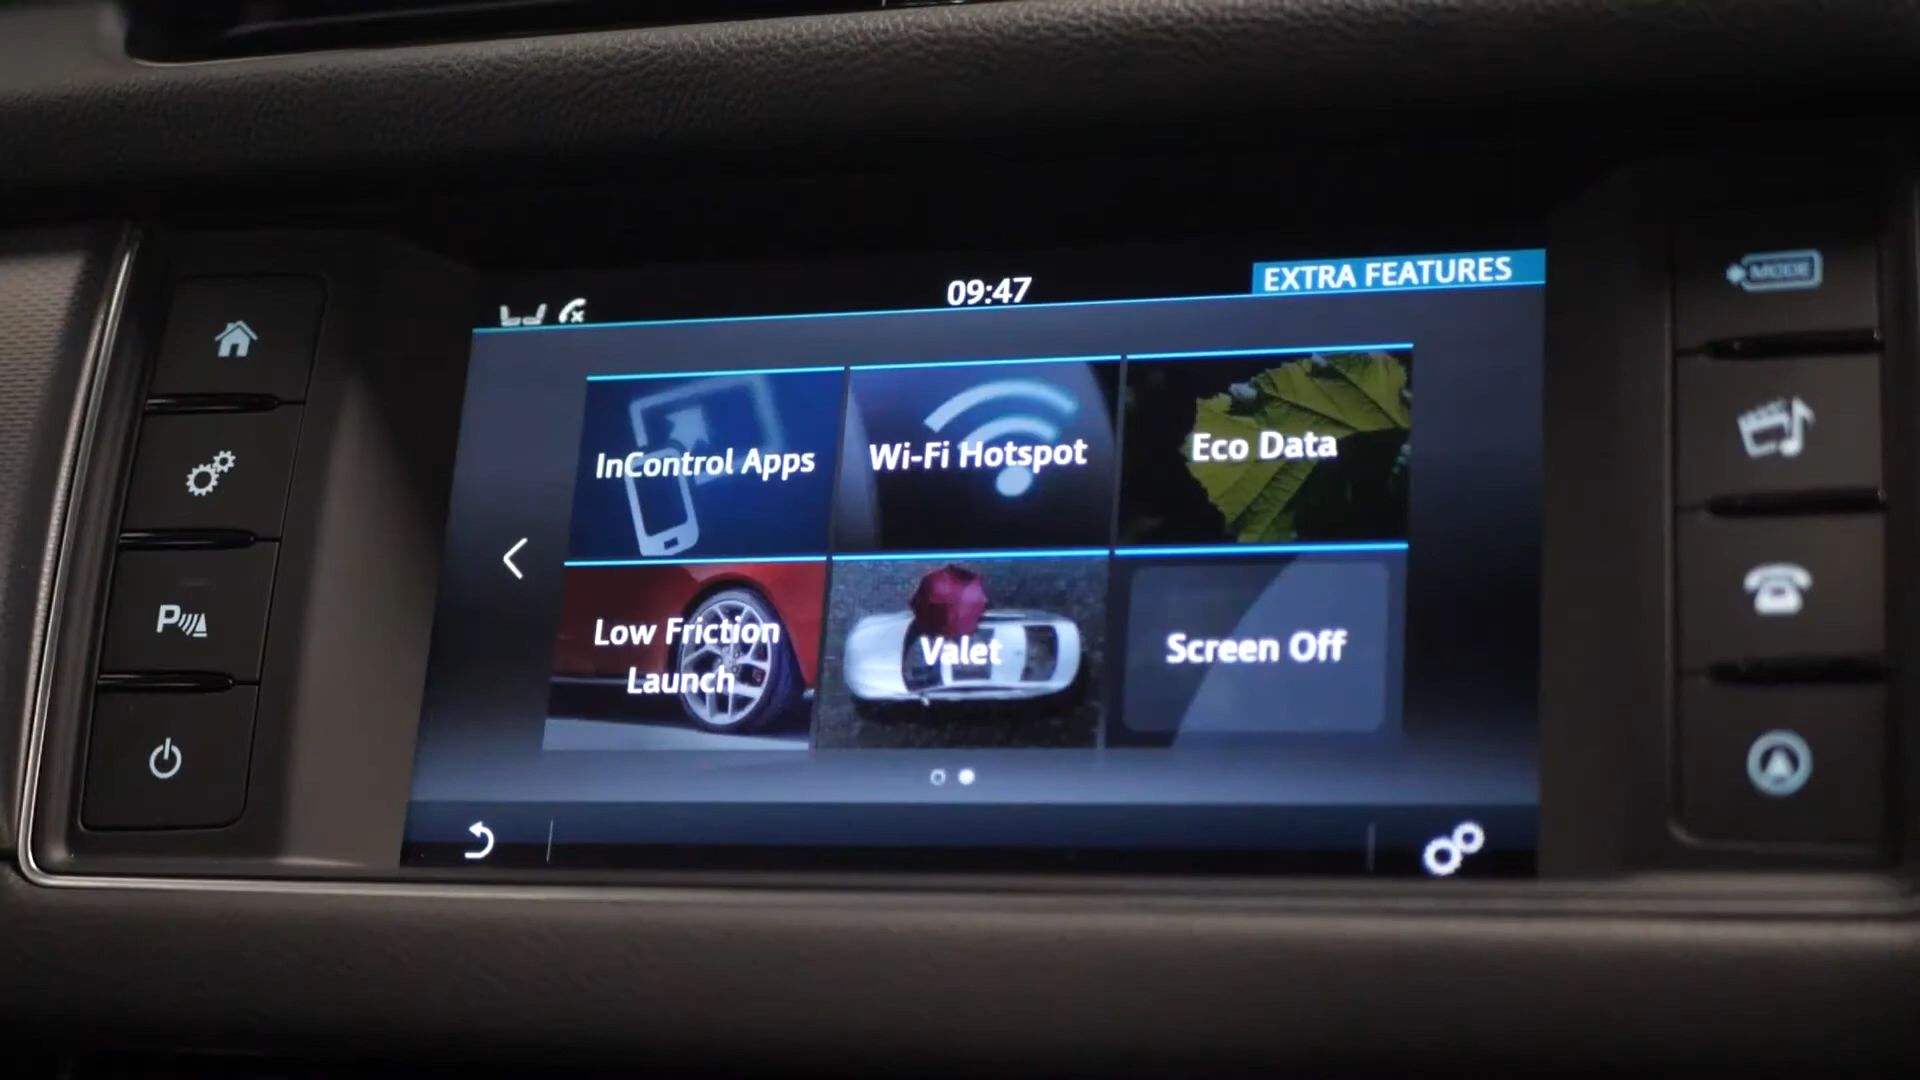 09:47
EXTRA FEATURES
MODE
InControl Apps
Wi-Fi Hotspot
Eco Data
Low Friction
Launch
Valet
Screen Off
P